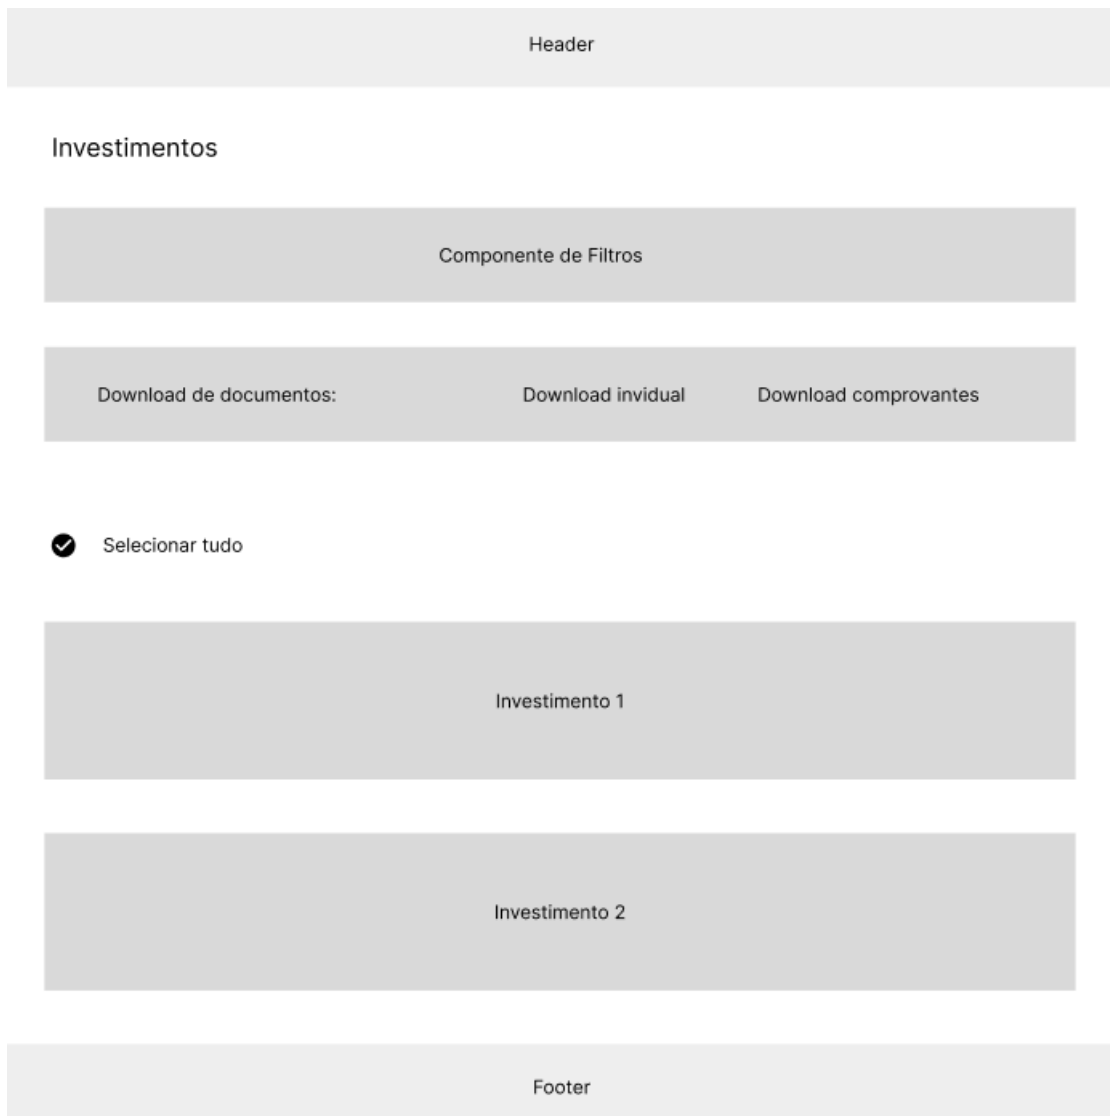 Header
Investimentos
Componente de Filtros
Download de documentos: Download invidual Download comprovantes
Selecionar tudo
Investimento 1
Investimento 2
Footer